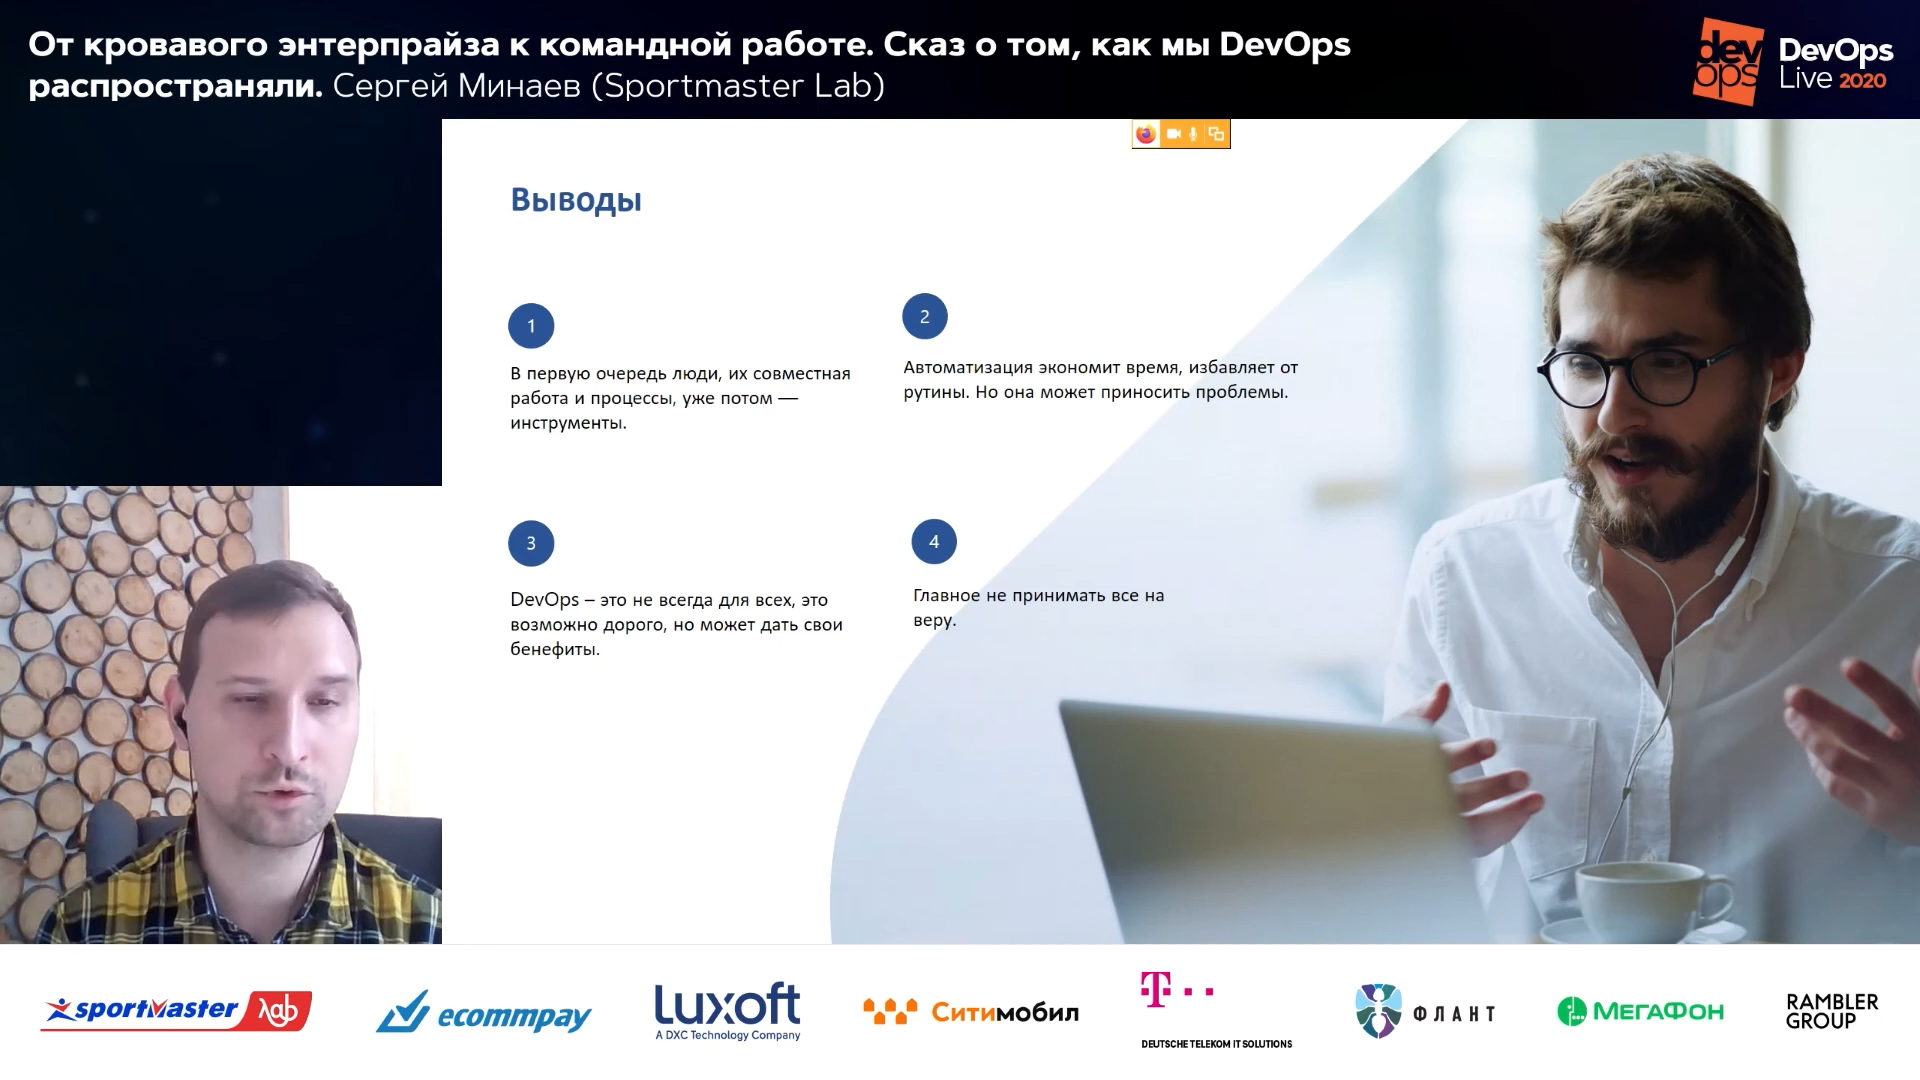 От кровавого энтерпрайза к командной работе. Сказ о том, как мы DevOps
распространяли. Сергей Минаев (Sportmaster Lab)
dev
ops
DevOps
Live 2020
Выводы
1
В первую очередь люди, их совместная
работа и процессы, уже потом —
инструменты.
2
Автоматизация экономит время, избавляет от
рутины. Но она может приносить проблемы.
3
DevOps – это не всегда для всех, это
возможно дорого, но может дать свои
бенефиты.
4
Главное не принимать все на
веру.
sportmaster λab
ecommpay
Luxoft
A DXC Technology Company
Ситимобил
T
DEUTSCHE TELEKOM IT SOLUTIONS
ФЛАНТ
МЕГАФОН
RAMBLER
GROUP